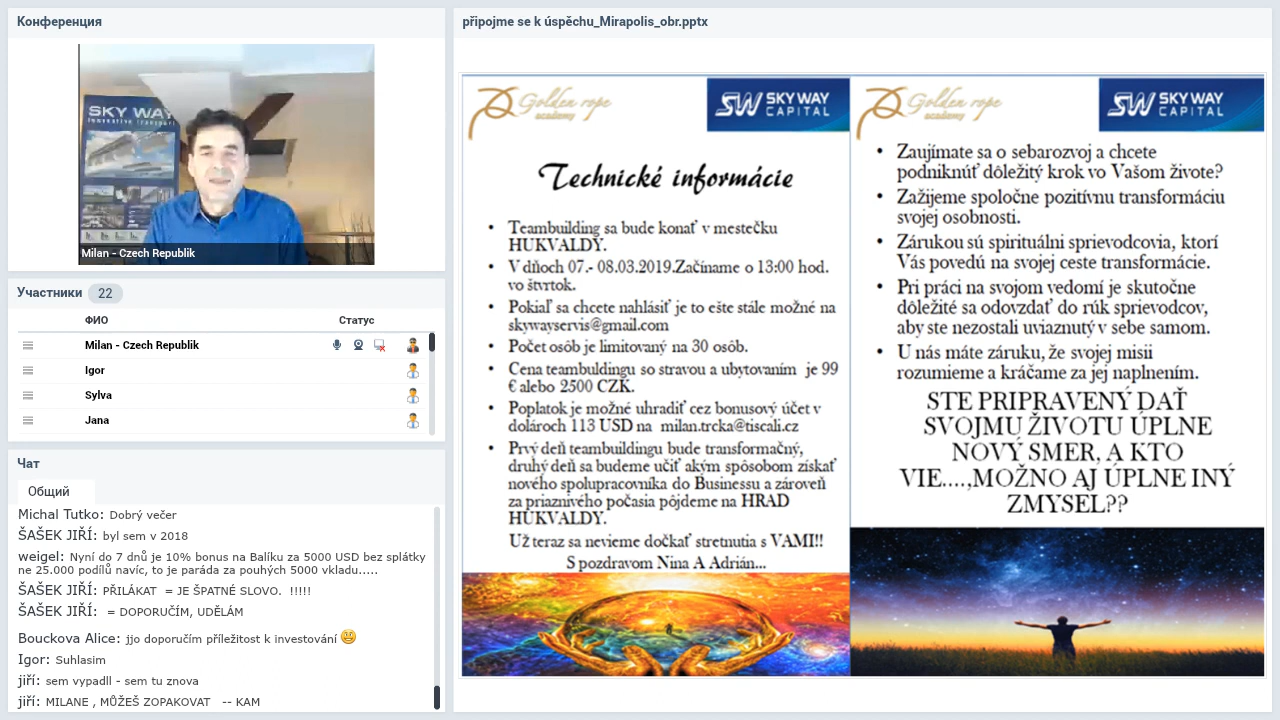 Конференция
SKY WAY
Innovative transport
Milan - Czech Republik
Участники 22
ФИО Статус
Milan - Czech Republik
Igor
Sylva
Jana
Чат
Общий
Michal Tutko: Dobrý večer
ŠAŠEK JIŘÍ: byl sem v 2018
weigel: Nyní do 7 dnů je 10% bonus na Balíku za 5000 USD bez splátky
ne 25.000 podílů navíc, to je paráda za pouhých 5000 vkladu.....
ŠAŠEK JIŘÍ: PŘILÁKAT = JE ŠPATNÉ SLOVO. !!!!!
ŠAŠEK JIŘÍ: = DOPORUČÍM, UDĚLÁM
Bouckova Alice: jjo doporučím příležitost k investování
Igor: Suhlasim
jiří: sem vypadll - sem tu znova
jiří: MILANE , MŮŽEŠ ZOPAKOVAT -- KAM
připojme se k úspěchu_Mirapolis_obr.pptx
Golden rope
academy
SW SKY WAY
CAPITAL
Technické informácie
• Teambuilding sa bude konať v mestečku
HUKVALDY.
• V dňoch 07.- 08.03.2019.Začíname o 13:00 hod.
vo štvrtok.
• Pokiaľ sa chcete nahlásiť je to ešte stále možné na
skywayservis@gmail.com
• Počet osôb je limitovaný na 30 osôb.
• Cena teambuldingu so stravou a ubytovaním je 99
€ alebo 2500 CZK.
• Poplatok je možné uhradiť cez bonusový účet v
dolároch 113 USD na milan.trcka@tiscali.cz
• Prvý deň teambuildingu bude transformačný,
druhý deň sa budeme učiť akým spôsobom získať
nového spolupracovníka do Businessu a zároveň
za priaznivého počasia pôjdeme na HRAD
HUKVALDY.
Už teraz sa nevieme dočkať stretnutia s VAMI!!
S pozdravom Nina A Adrián...
Golden rope
academy
SW SKY WAY
CAPITAL
• Zaujímate sa o sebarozvoj a chcete
podniknúť dôležitý krok vo Vašom živote?
• Zažijeme spoločne pozitívnu transformáciu
svojej osobnosti.
• Zárukou sú spirituálni sprievodcovia, ktorí
Vás povedú na svojej ceste transformácie.
• Pri práci na svojom vedomí je skutočne
dôležité sa odovzdať do rúk sprievodcov,
aby ste nezostali uviaznutý v sebe samom.
• U nás máte záruku, že svojej misii
rozumieme a kráčame za jej naplnením.
STE PRIPRAVENÝ DAŤ
SVOJMU ŽIVOTU ÚPLNE
NOVÝ SMER, A KTO
VIE....,MOŽNO AJ ÚPLNE INÝ
ZMYSEL??